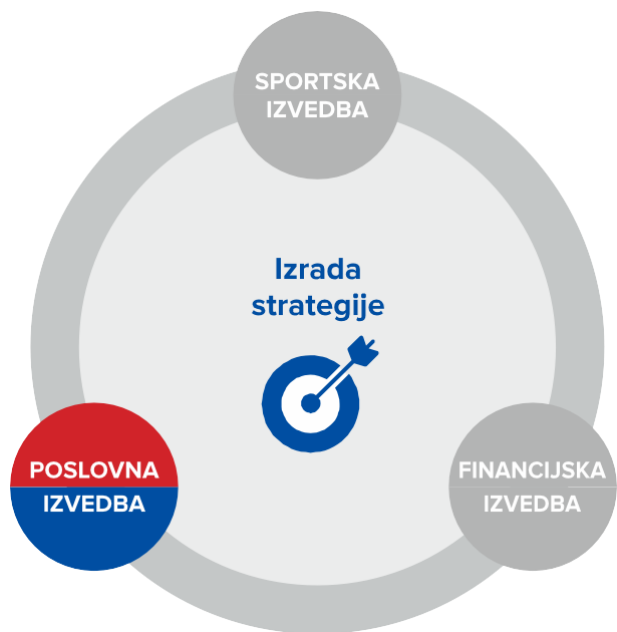 SPORTSKA
IZVEDBA
Izrada
strategije
POSLOVNA
IZVEDBA
FINANCIJSKA
IZVEDBA